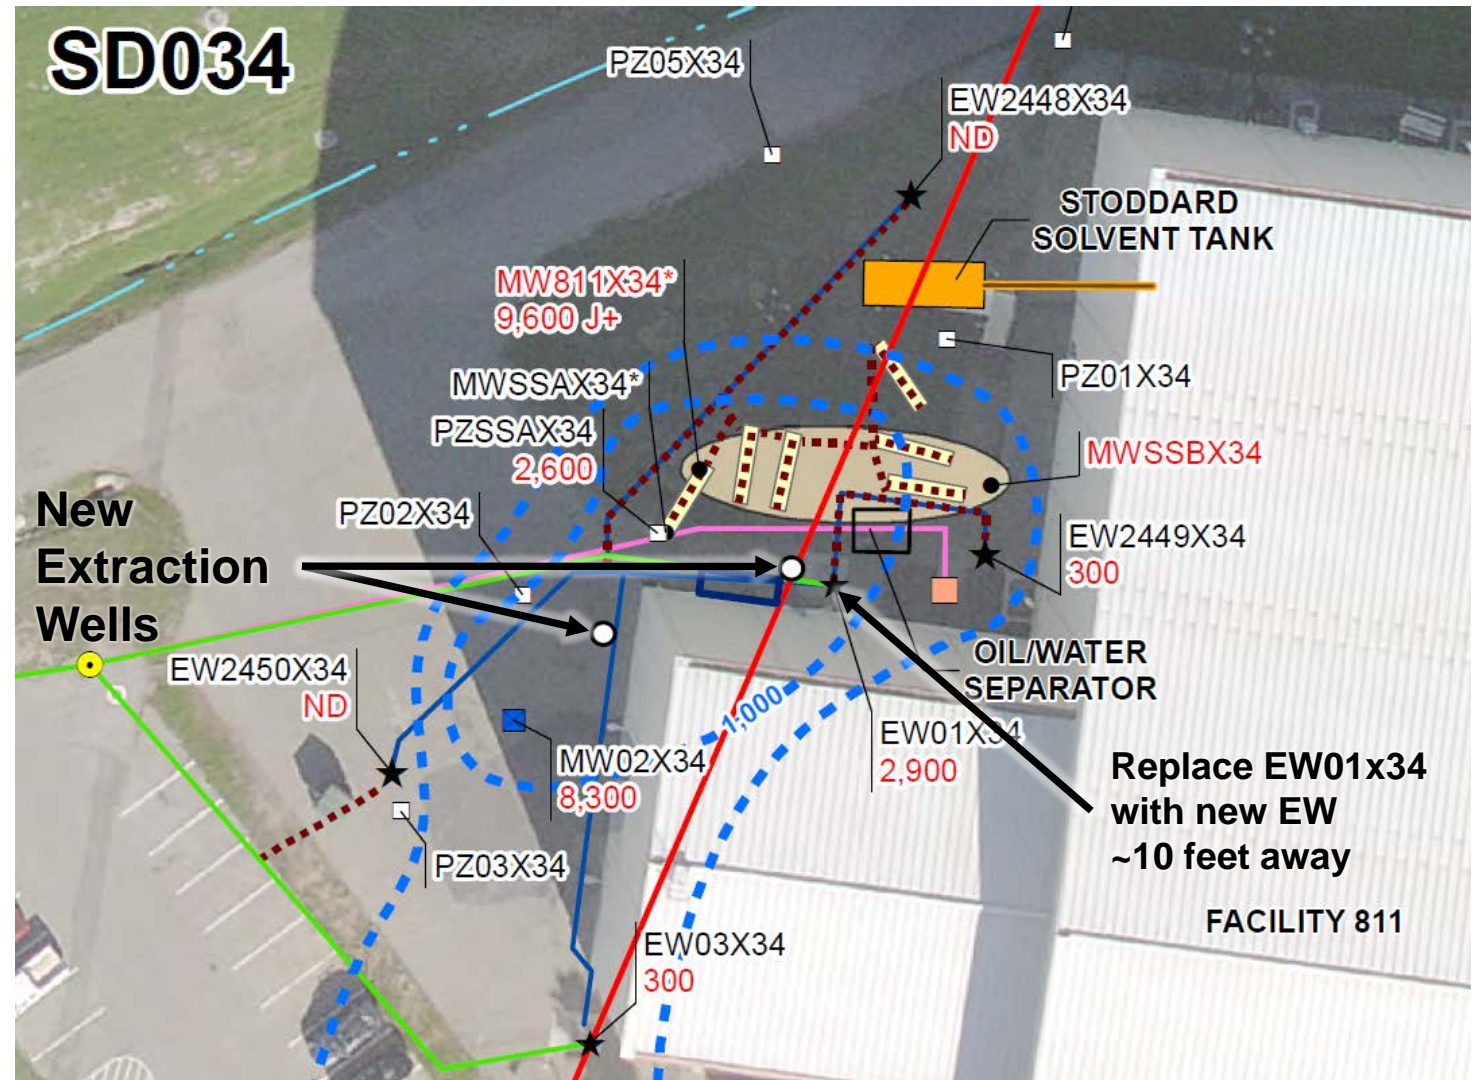 SD034
PZ05X34
EW2448X34
ND
STODDARD
SOLVENT TANK
MW811X34*
9,600 J+
MWSSAX34*
PZSSAX34
2,600
PZ01X34
MWSSBX34
PZ02X34
New
Extraction
Wells
EW2449X34
300
EW2450X34
ND
OIL/WATER
SEPARATOR
1,000
EW01X34
2,900
MW02X34
8,300
Replace EW01x34
with new EW
~10 feet away
PZ03X34
FACILITY 811
EW03X34
300